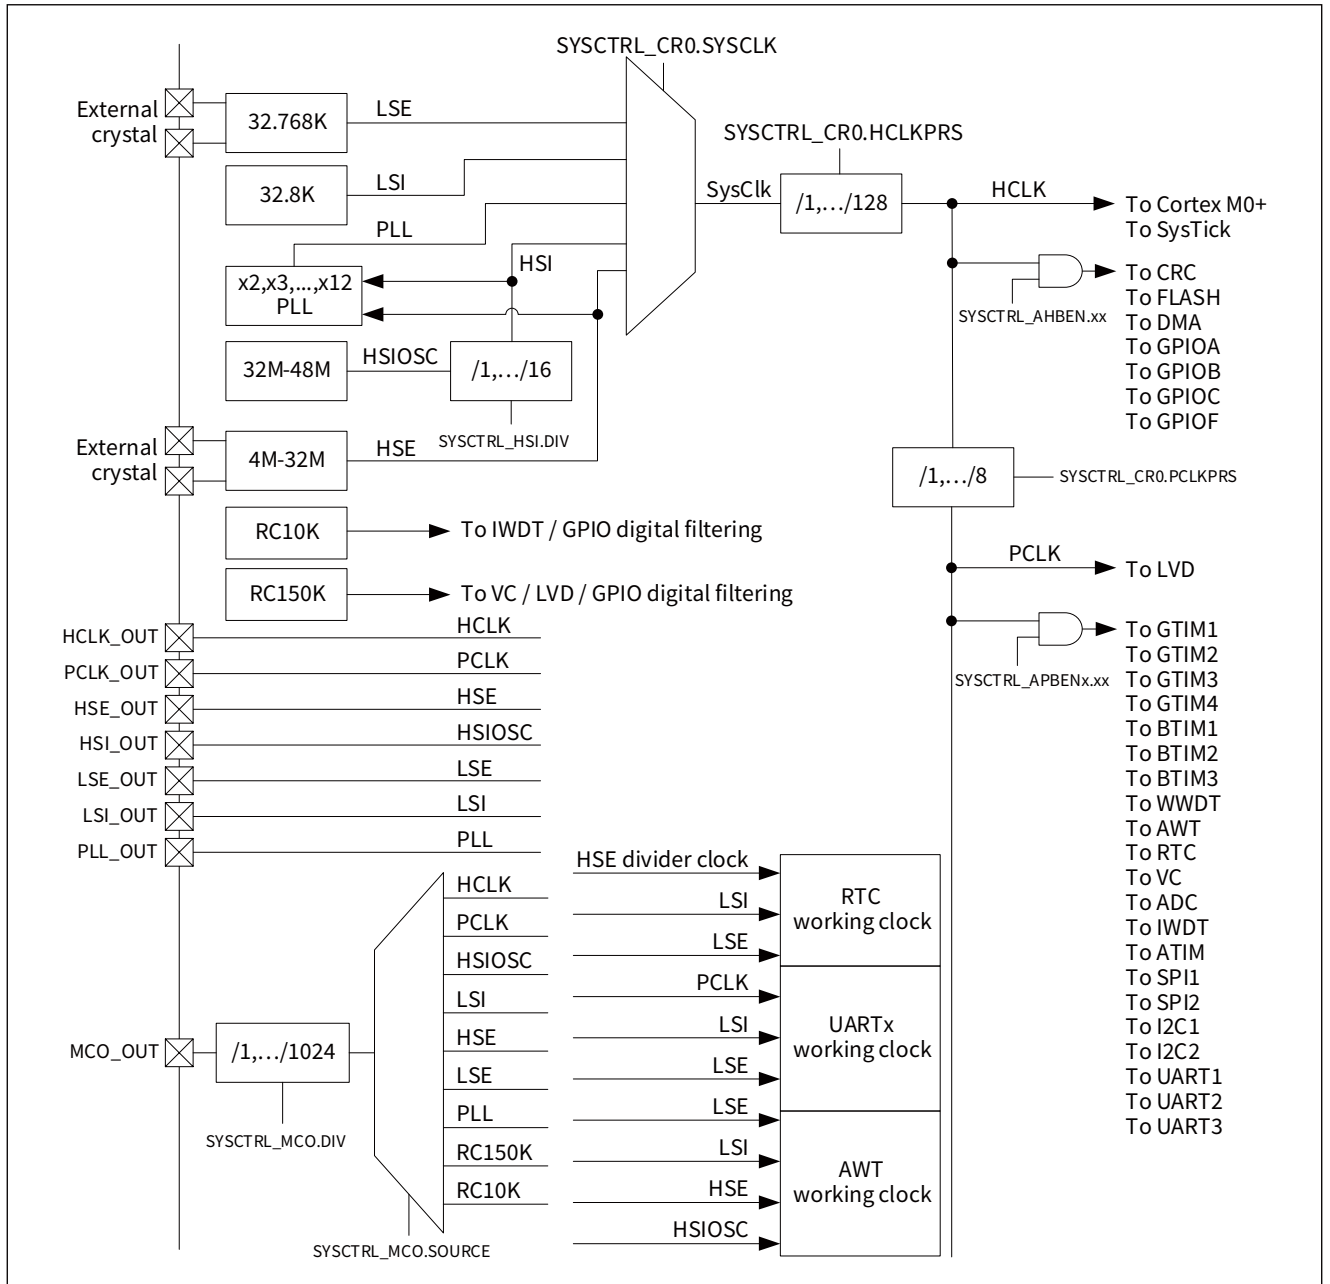 SYSCTRL_CR0.SYSCLK
External
crystal
32.768K
LSE
SYSCTRL_CR0.HCLKPRS
32.8K
LSI
SysClk
/1,.../128
HCLK
To Cortex M0+
To SysTick
PLL
HSI
x2,x3,...,x12
PLL
To CRC
To FLASH
To DMA
To GPIOA
To GPIOB
To GPIOC
To GPIOF
SYSCTRL_AHBEN.xx
32M-48M
HSIOSC
/1,.../16
SYSCTRL_HSI.DIV
External
crystal
4M-32M
HSE
/1,.../8
SYSCTRL_CR0.PCLKPRS
RC10K
To IWDT / GPIO digital filtering
RC150K
To VC / LVD / GPIO digital filtering
PCLK
To LVD
HCLK_OUT
HCLK
PCLK_OUT
PCLK
HSE_OUT
HSE
HSI_OUT
HSIOSC
LSE_OUT
LSE
LSI_OUT
LSI
PLL_OUT
PLL
SYSCTRL_APBENx.xx
To GTIM1
To GTIM2
To GTIM3
To GTIM4
To BTIM1
To BTIM2
To BTIM3
To WWDT
To AWT
To RTC
To VC
To ADC
To IWDT
To ATIM
To SPI1
To SPI2
To I2C1
To I2C2
To UART1
To UART2
To UART3
MCO_OUT
/1,.../1024
SYSCTRL_MCO.DIV
HCLK
PCLK
HSIOSC
LSI
HSE
LSE
PLL
RC150K
RC10K
SYSCTRL_MCO.SOURCE
HSE divider clock
LSI
LSE
RTC
working clock
PCLK
LSI
LSE
UARTx
working clock
LSE
LSI
HSE
HSIOSC
AWT
working clock